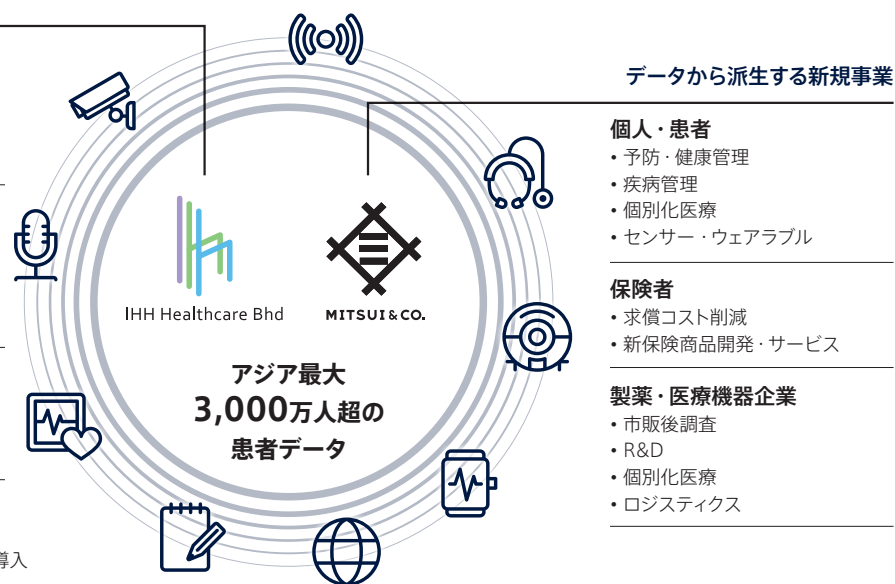 データから派生する新規事業
個人・患者
• 予防・健康管理
• 疾病管理
• 個別化医療
• センサー・ウェアラブル
保険者
• 求償コスト削減
• 新保険商品開発・サービス
製薬・医療機器企業
• 市販後調査
• R&D
• 個別化医療
• ロジスティクス
IHH Healthcare Bhd
MITSUI & CO.
アジア最大
3,000万人超の
患者データ
導入